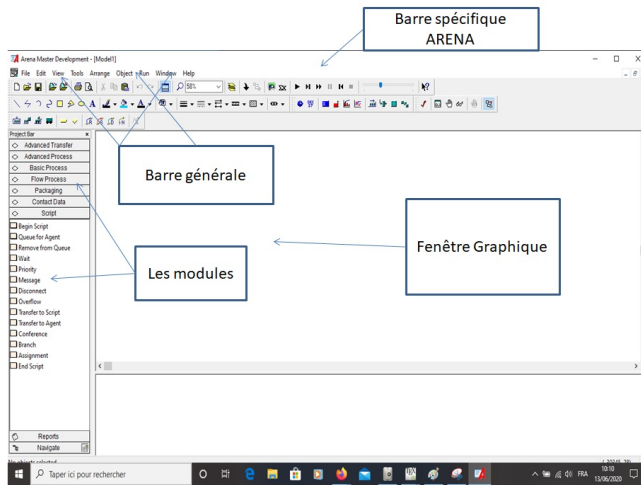 Barre spécifique
ARENA
Arena Master Development - [Model1]
File Edit View Tools Arrange Object Run Window Help
58%
Project Bar
Advanced Transfer
Advanced Process
Basic Process
Flow Process
Packaging
Contact Data
Script
Begin Script
Queue for Agent
Remove from Queue
Wait
Priority
Message
Disconnect
Overflow
Transfer to Script
Transfer to Agent
Conference
Branch
Assignment
End Script
Barre générale
Les modules
Fenêtre Graphique
Reports
Navigate
Taper ici pour rechercher
FRA
10:10
13/06/2020